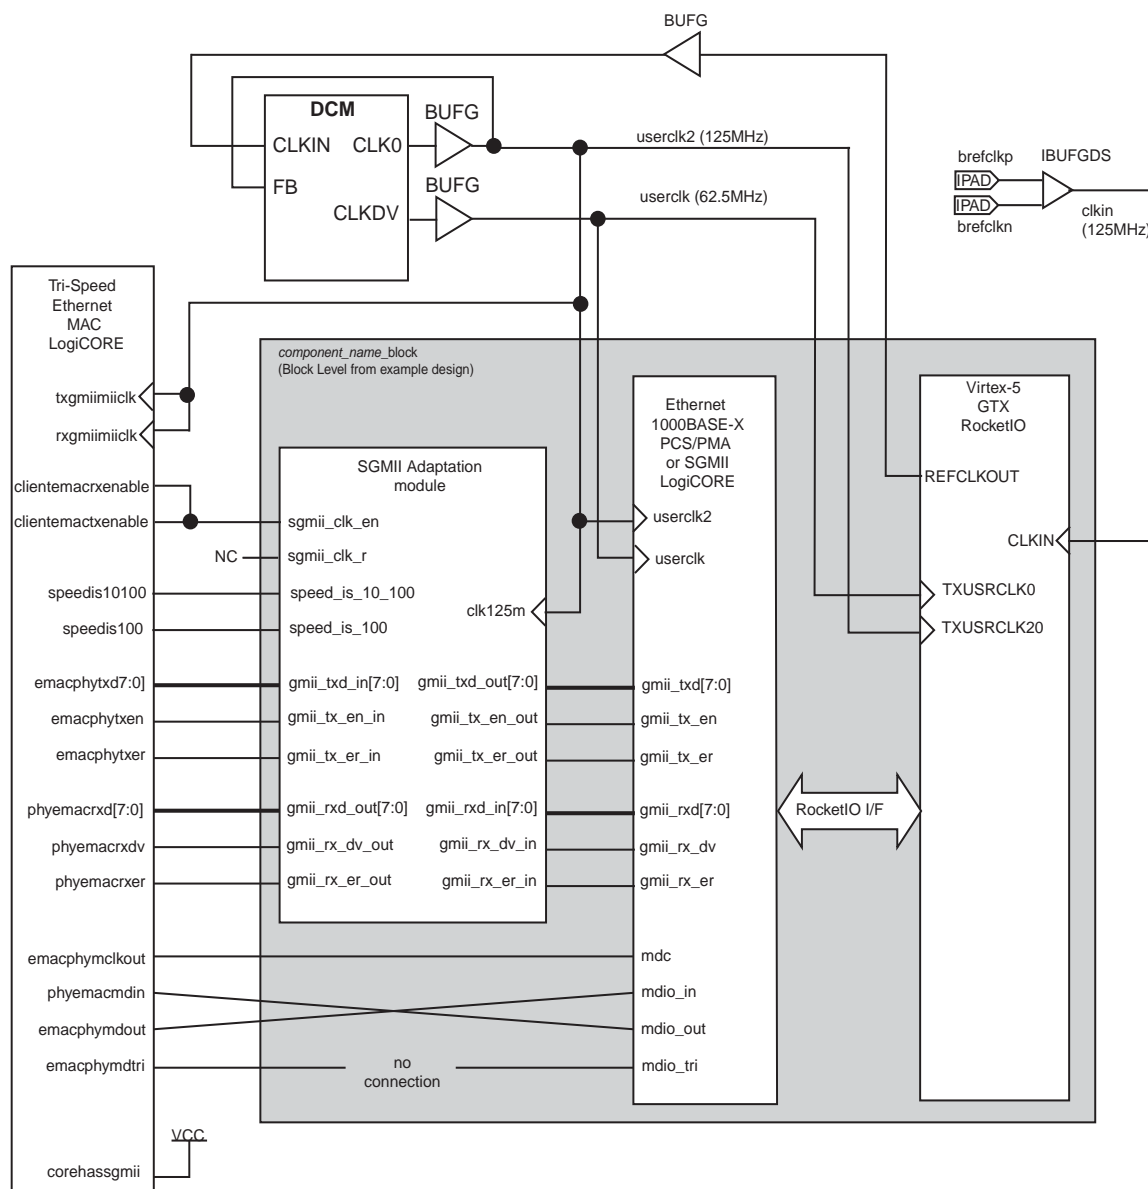 BUFG
DCM
BUFG
CLKIN
CLK0
userclk2 (125MHz)
brefclkp
IBUFGDS
IPAD
FB
BUFG
userclk (62.5MHz)
IPAD
CLKDV
clkin
(125MHz)
brefclkn
Tri-Speed
Ethernet
MAC
LogiCORE
component_name_block
(Block Level from example design)
txgmiimiiclk
rxgmiimiiclk
Ethernet
1000BASE-X
PCS/PMA
or SGMII
LogiCORE
Virtex-5
GTX
RocketIO
SGMII Adaptation
module
REFCLKOUT
clientemacrxenable
clientemactxenable
sgmii_clk_en
userclk2
NC
sgmii_clk_r
userclk
CLKIN
speedis10100
speed_is_10_100
clk125m
TXUSRCLK0
speedis100
speed_is_100
TXUSRCLK20
emacphytxd7:0]
gmii_txd_in[7:0]
gmii_txd_out[7:0]
gmii_txd[7:0]
emacphytxen
gmii_tx_en_in
gmii_tx_en_out
gmii_tx_en
emacphytxer
gmii_tx_er_in
gmii_tx_er_out
gmii_tx_er
phyemacrxd[7:0]
gmii_rxd_out[7:0]
gmii_rxd_in[7:0]
gmii_rxd[7:0]
RocketIO I/F
phyemacrxdv
gmii_rx_dv_out
gmii_rx_dv_in
gmii_rx_dv
phyemacrxer
gmii_rx_er_out
gmii_rx_er_in
gmii_rx_er
emacphymclkout
mdc
phyemacmdin
mdio_in
emacphymdout
mdio_out
emacphymdtri
no
connection
mdio_tri
VCC
corehassgmii